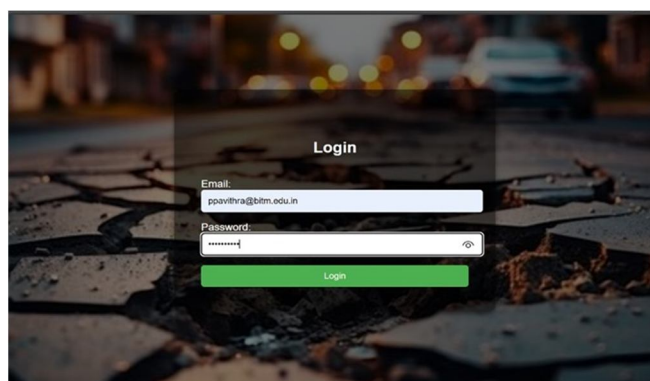 Login
Email:
ppavithra@bitm.edu.in
Password:
••••••••••
Login